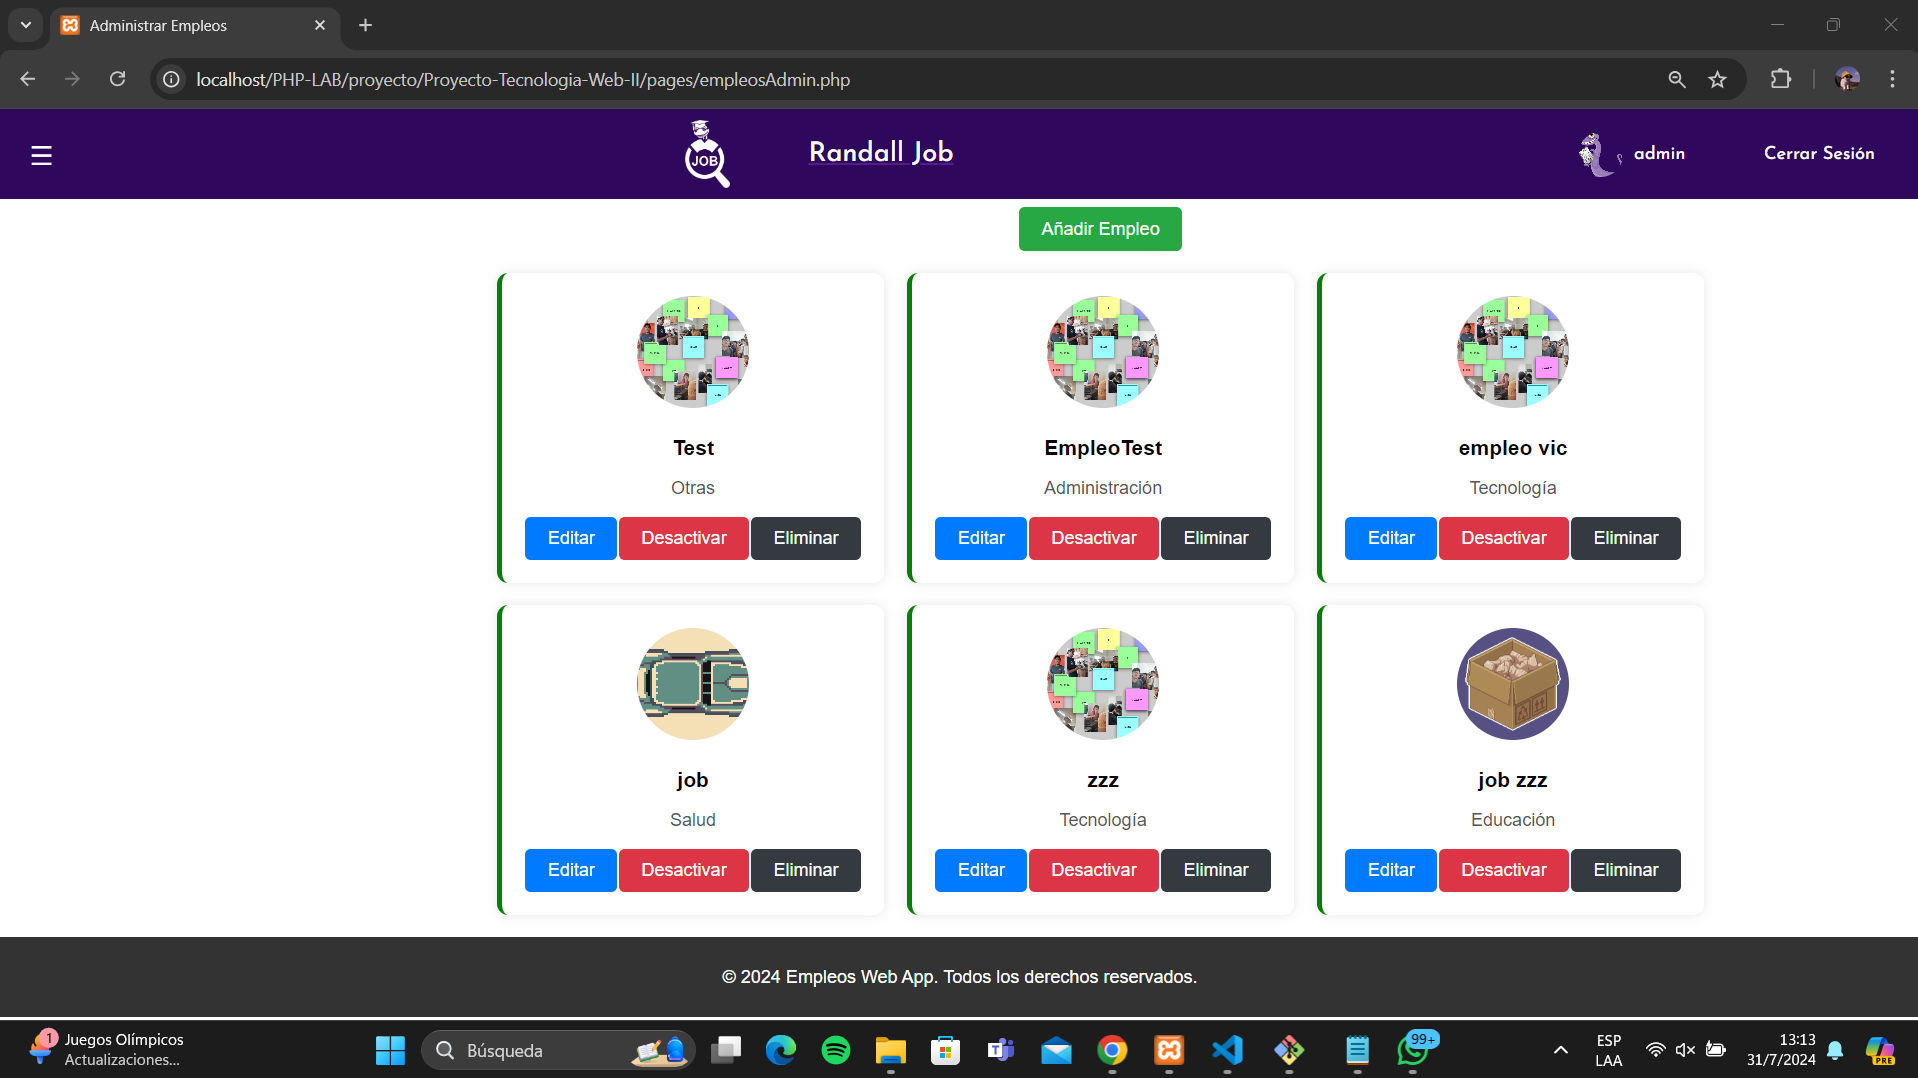 Administrar Empleos
localhost/PHP-LAB/proyecto/Proyecto-Tecnologia-Web-II/pages/empleosAdmin.php
JOB
Randall Job
admin
Cerrar Sesión
Añadir Empleo
Test
Otras
Editar Desactivar Eliminar
EmpleoTest
Administración
Editar Desactivar Eliminar
empleo vic
Tecnología
Editar Desactivar Eliminar
job
Salud
Editar Desactivar Eliminar
zzz
Tecnología
Editar Desactivar Eliminar
job zzz
Educación
Editar Desactivar Eliminar
© 2024 Empleos Web App. Todos los derechos reservados.
1
Juegos Olímpicos
Actualizaciones...
Búsqueda
99+
ESP
LAA
13:13
31/7/2024
PRE